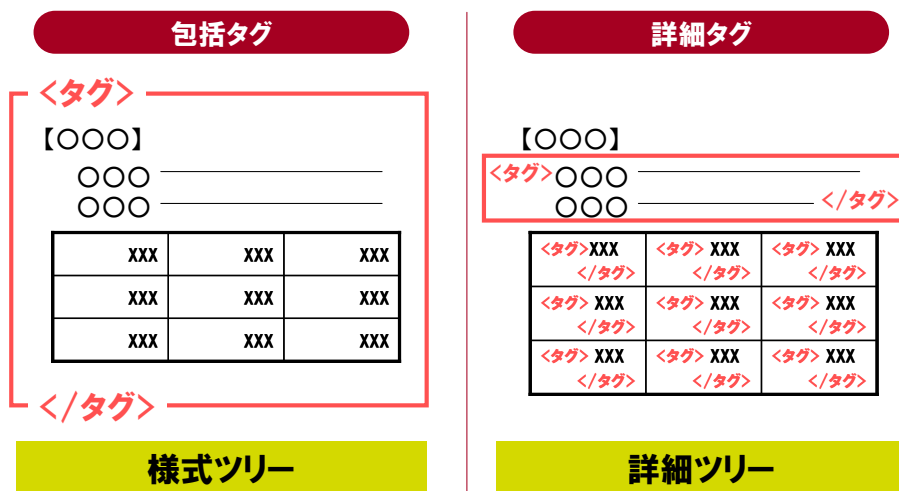 包括タグ
<タグ>
【○○○】
○○○
○○○
XXX XXX XXX
XXX XXX XXX
XXX XXX XXX
</タグ>
様式ツリー
詳細タグ
【○○○】
<タグ>○○○
○○○ </タグ>
<タグ>XXX <タグ> XXX <タグ> XXX
</タグ> </タグ> </タグ>
<タグ> XXX <タグ> XXX <タグ> XXX
</タグ> </タグ> </タグ>
<タグ> XXX <タグ> XXX <タグ> XXX
</タグ> </タグ> </タグ>
詳細ツリー